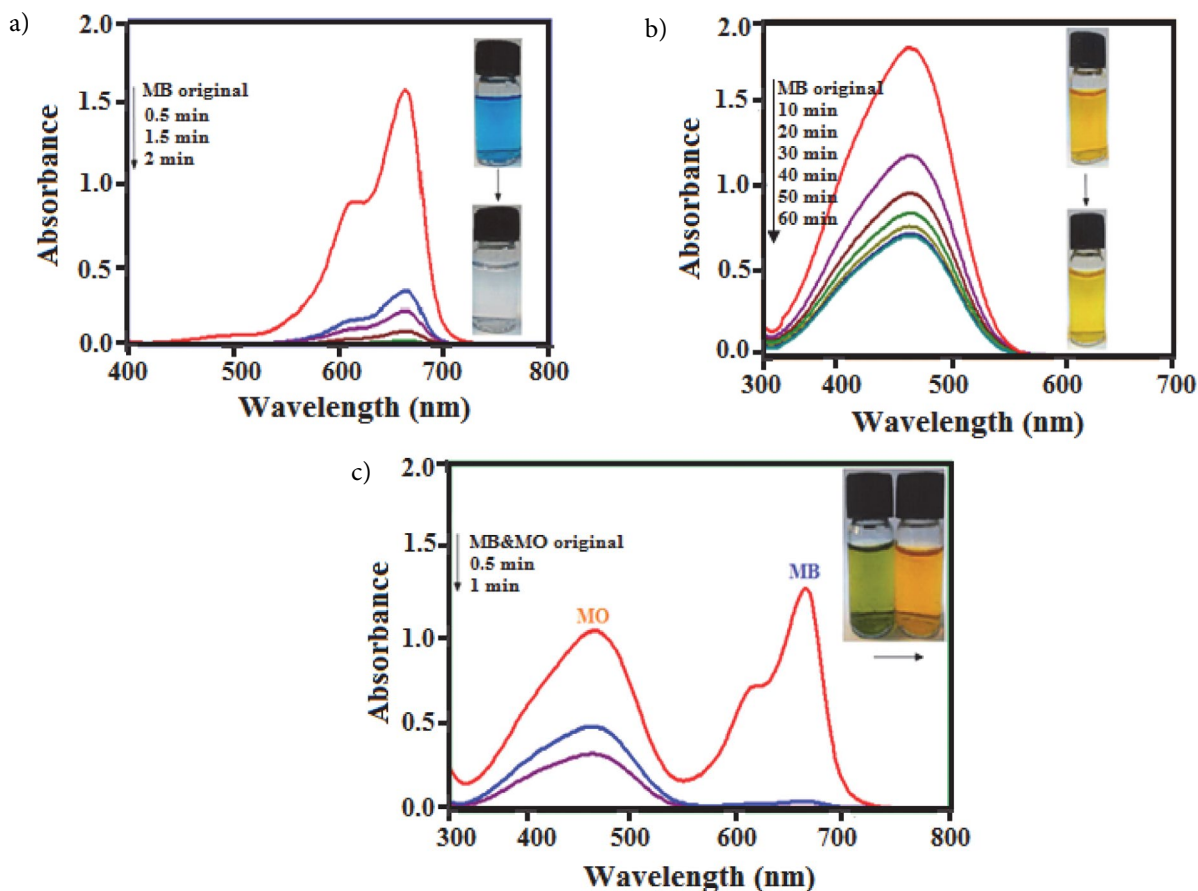 a)
2.0
1.5
1.0
0.5
0.0
Absorbance
MB original
0.5 min
1.5 min
2 min
400 500 600 700 800
Wavelength (nm)
b)
2.0
1.5
1.0
0.5
0.0
Absorbance
MB original
10 min
20 min
30 min
40 min
50 min
60 min
300 400 500 600 700
Wavelength (nm)
c)
2.0
1.5
1.0
0.5
0.0
Absorbance
MB&MO original
0.5 min
1 min
MO
MB
300 400 500 600 700 800
Wavelength (nm)